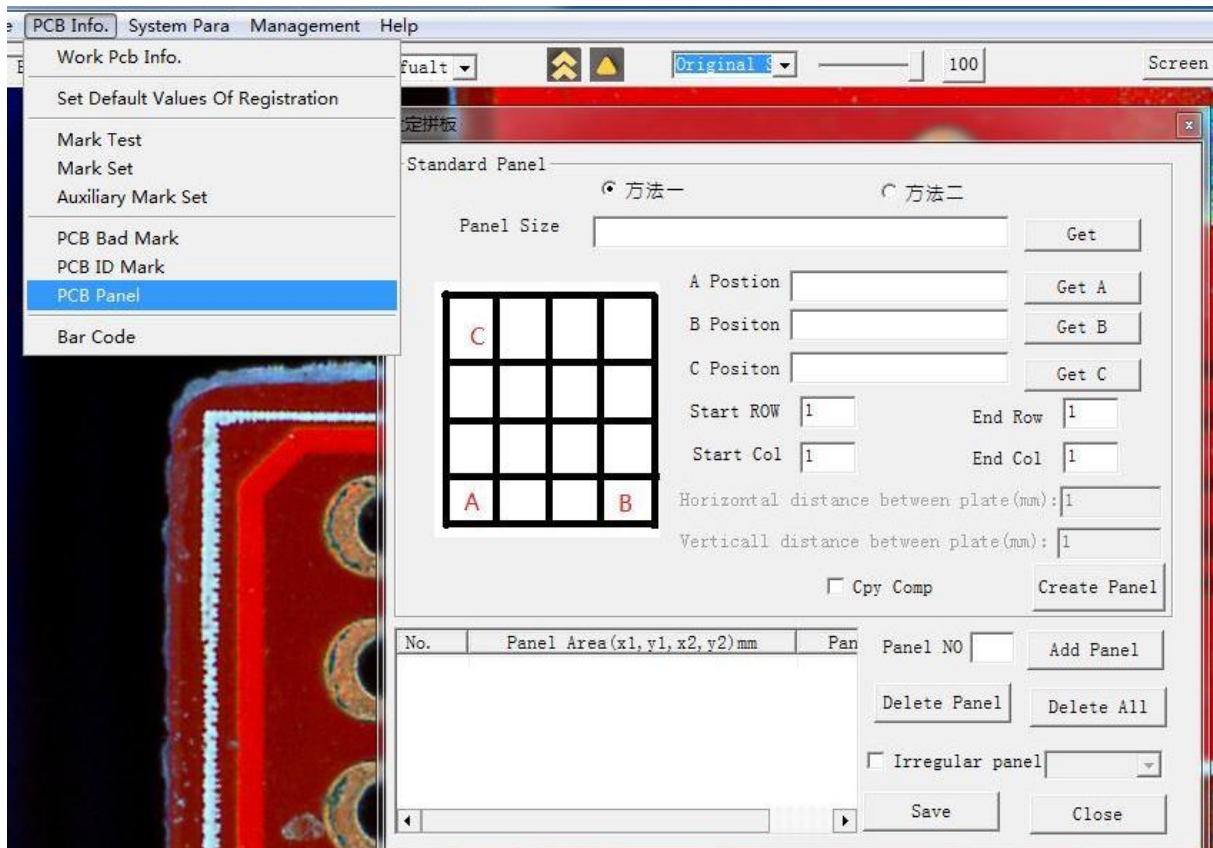 PCB Info. System Para Management Help
Work Pcb Info.
Set Default Values Of Registration
Mark Test
Mark Set
Auxiliary Mark Set
PCB Bad Mark
PCB ID Mark
PCB Panel
Bar Code
fualt
Original
100
Screen
定拼板
Standard Panel
方法一 方法二
Panel Size Get
A Postion Get A
B Positon Get B
C Positon Get C
Start ROW 1 End Row 1
Start Col 1 End Col 1
Horizontal distance between plate(mm): 1
Verticall distance between plate(mm): 1
C
A B
Cpy Comp Create Panel
No. Panel Area(x1, y1, x2, y2)mm Pan
Panel NO Add Panel
Delete Panel Delete All
Irregular panel
Save Close